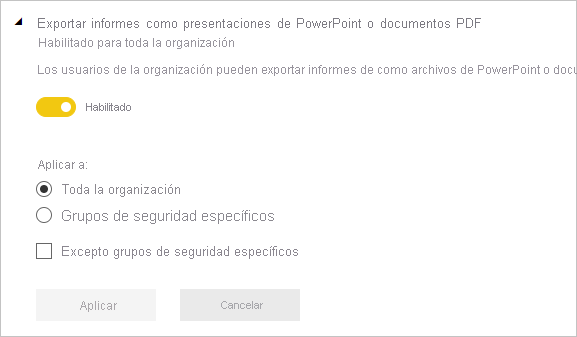 Exportar informes como presentaciones de PowerPoint o documentos PDF
Habilitado para toda la organización
Los usuarios de la organización pueden exportar informes de como archivos de PowerPoint o
Habilitado
Aplicar a:
Toda la organización
Grupos de seguridad específicos
Excepto grupos de seguridad específicos
Aplicar
Cancelar